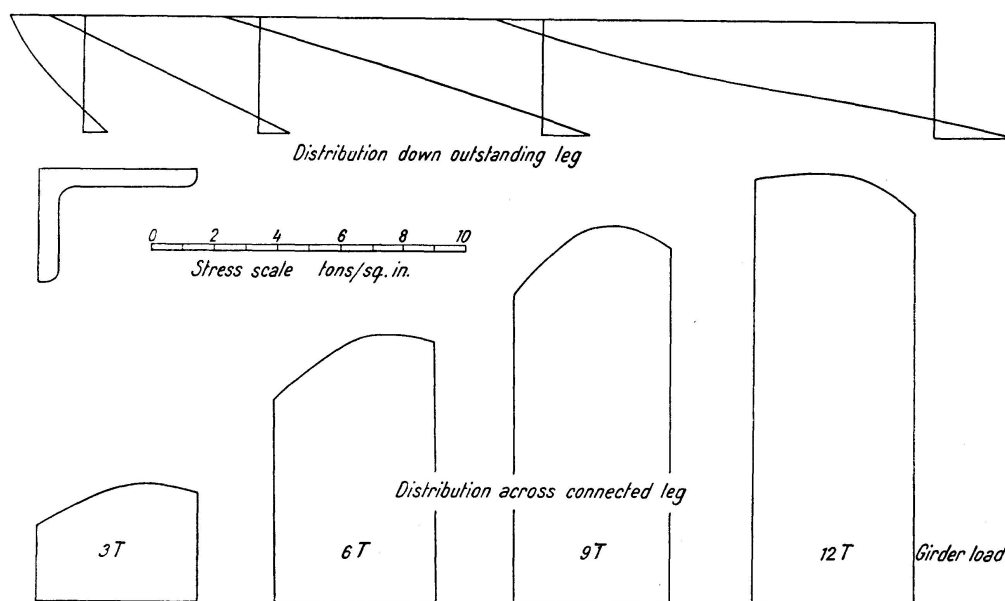 Distribution down outstanding leg
0 2 4 6 8 10
Stress scale tons/sq. in.
Distribution across connected leg
3 T 6 T 9 T 12 T Girder load